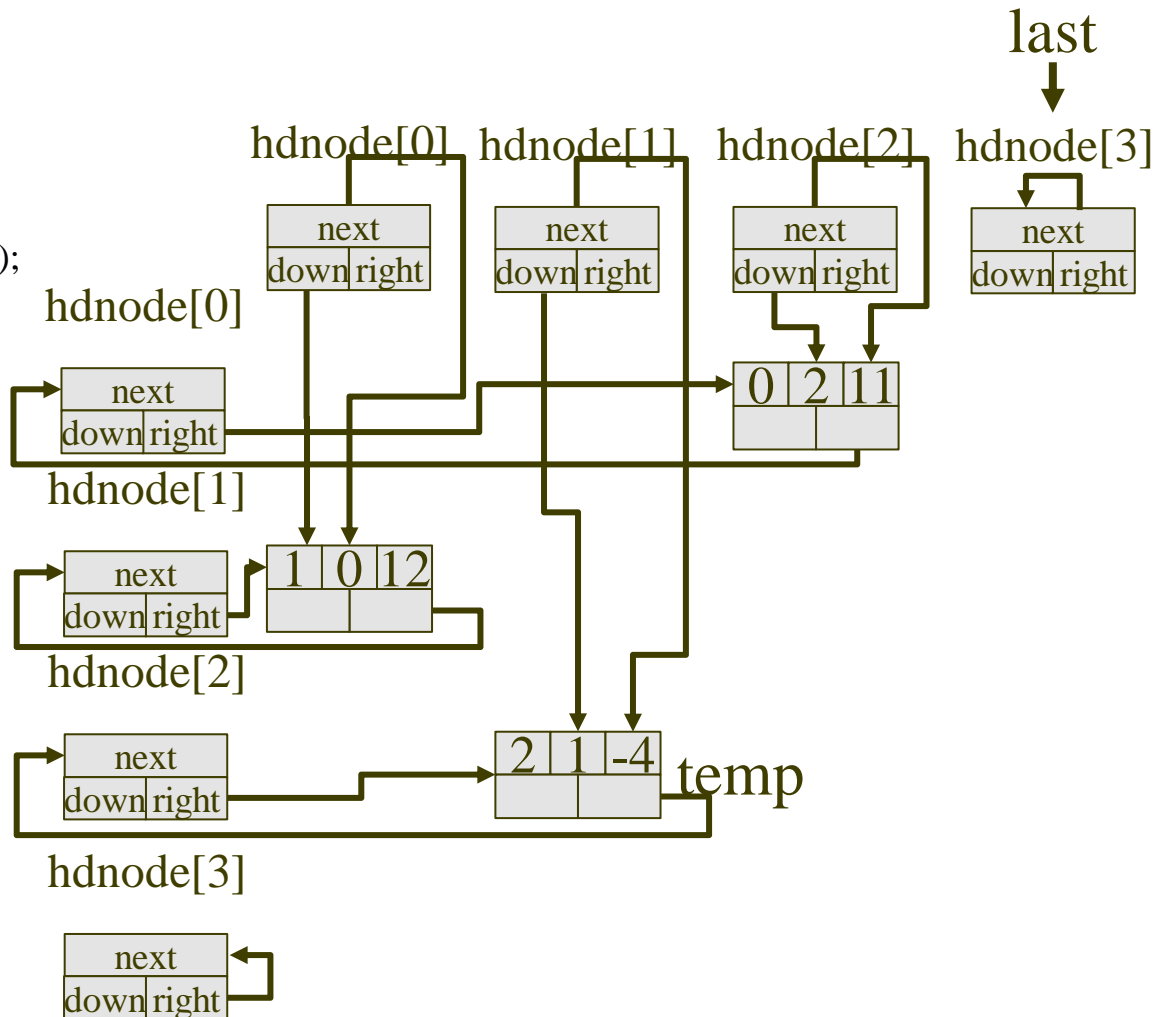 last
hdnode[0] hdnode[1] hdnode[2] hdnode[3]
next next next next
down right down right down right down right
);
hdnode[0]
next 0 2 11
down right
hdnode[1]
next 1 0 12
down right
hdnode[2]
next 2 1 -4 temp
down right
hdnode[3]
next
down right